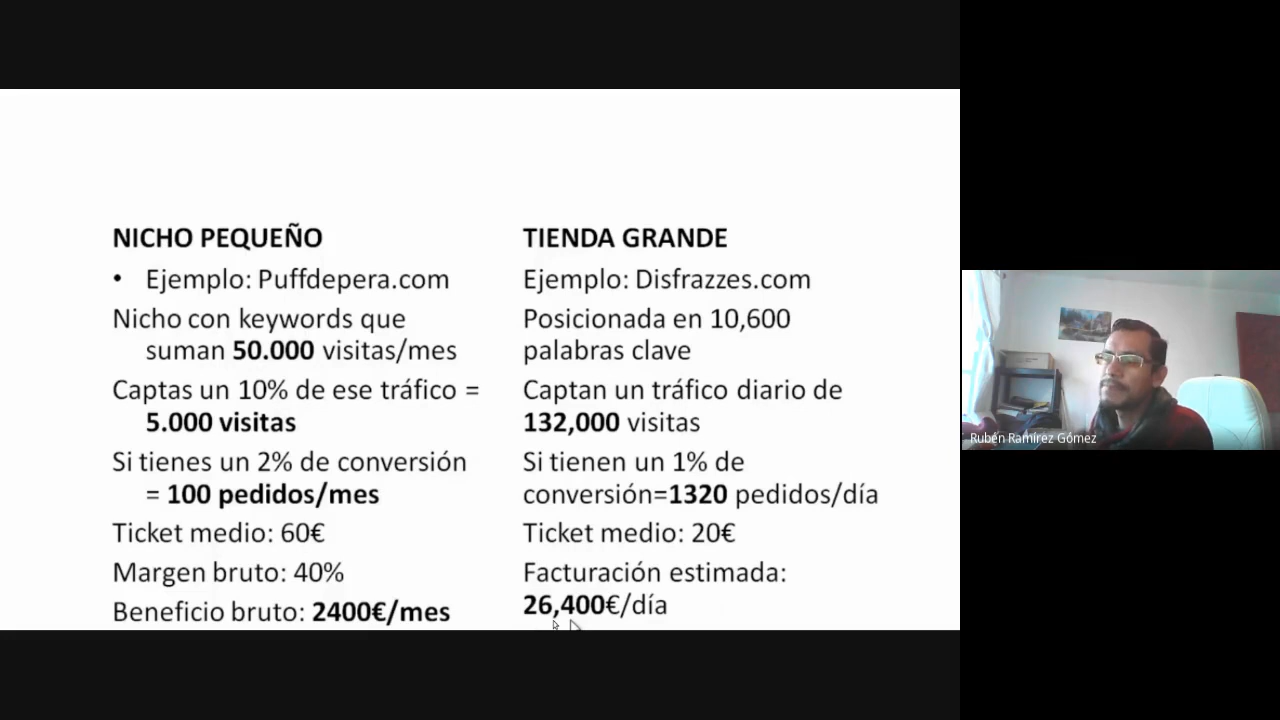 NICHO PEQUEÑO
• Ejemplo: Puffdepera.com
Nicho con keywords que
suman 50.000 visitas/mes
Captas un 10% de ese tráfico =
5.000 visitas
Si tienes un 2% de conversión
= 100 pedidos/mes
Ticket medio: 60€
Margen bruto: 40%
Beneficio bruto: 2400€/mes
TIENDA GRANDE
Ejemplo: Disfrazzes.com
Posicionada en 10,600
palabras clave
Captan un tráfico diario de
132,000 visitas
Si tienen un 1% de
conversión=1320 pedidos/día
Ticket medio: 20€
Facturación estimada:
26,400€/día
Rubén Ramírez Gómez